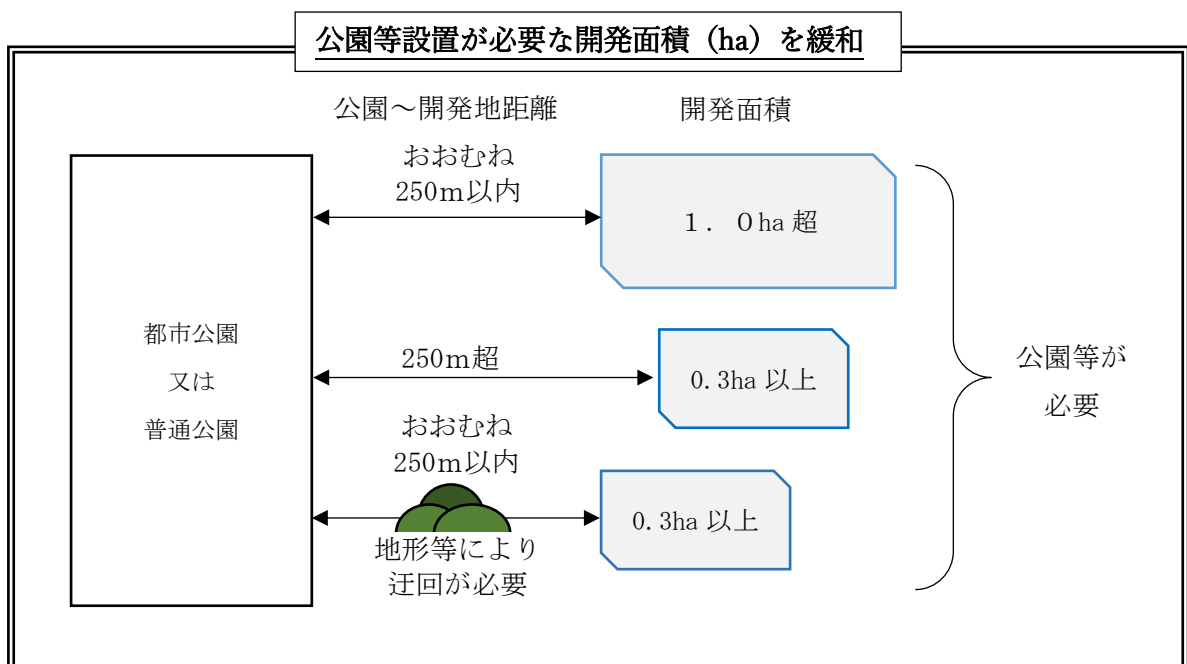 公園等設置が必要な開発面積（ha）を緩和
公園～開発地距離
開発面積
おおむね
250ｍ以内
１．０ha 超
都市公園
又は
普通公園
250ｍ超
0.3ha 以上
おおむね
250ｍ以内
地形等により
迂回が必要
0.3ha 以上
公園等が
必要